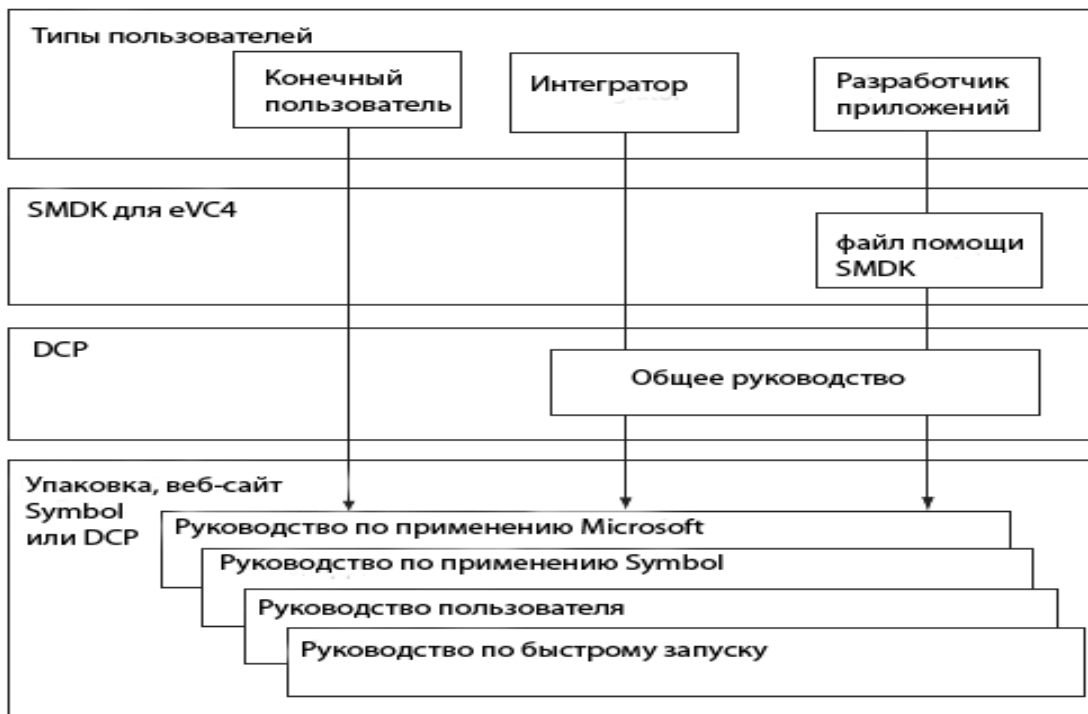 Типы пользователей
Конечный
пользователь
Интегратор
Разработчик
приложений
SMDK для eVC4
файл помощи
SMDK
DCP
Общее руководство
Упаковка, веб-сайт
Symbol
или DCP
Руководство по применению Microsoft
Руководство по применению Symbol
Руководство пользователя
Руководство по быстрому запуску